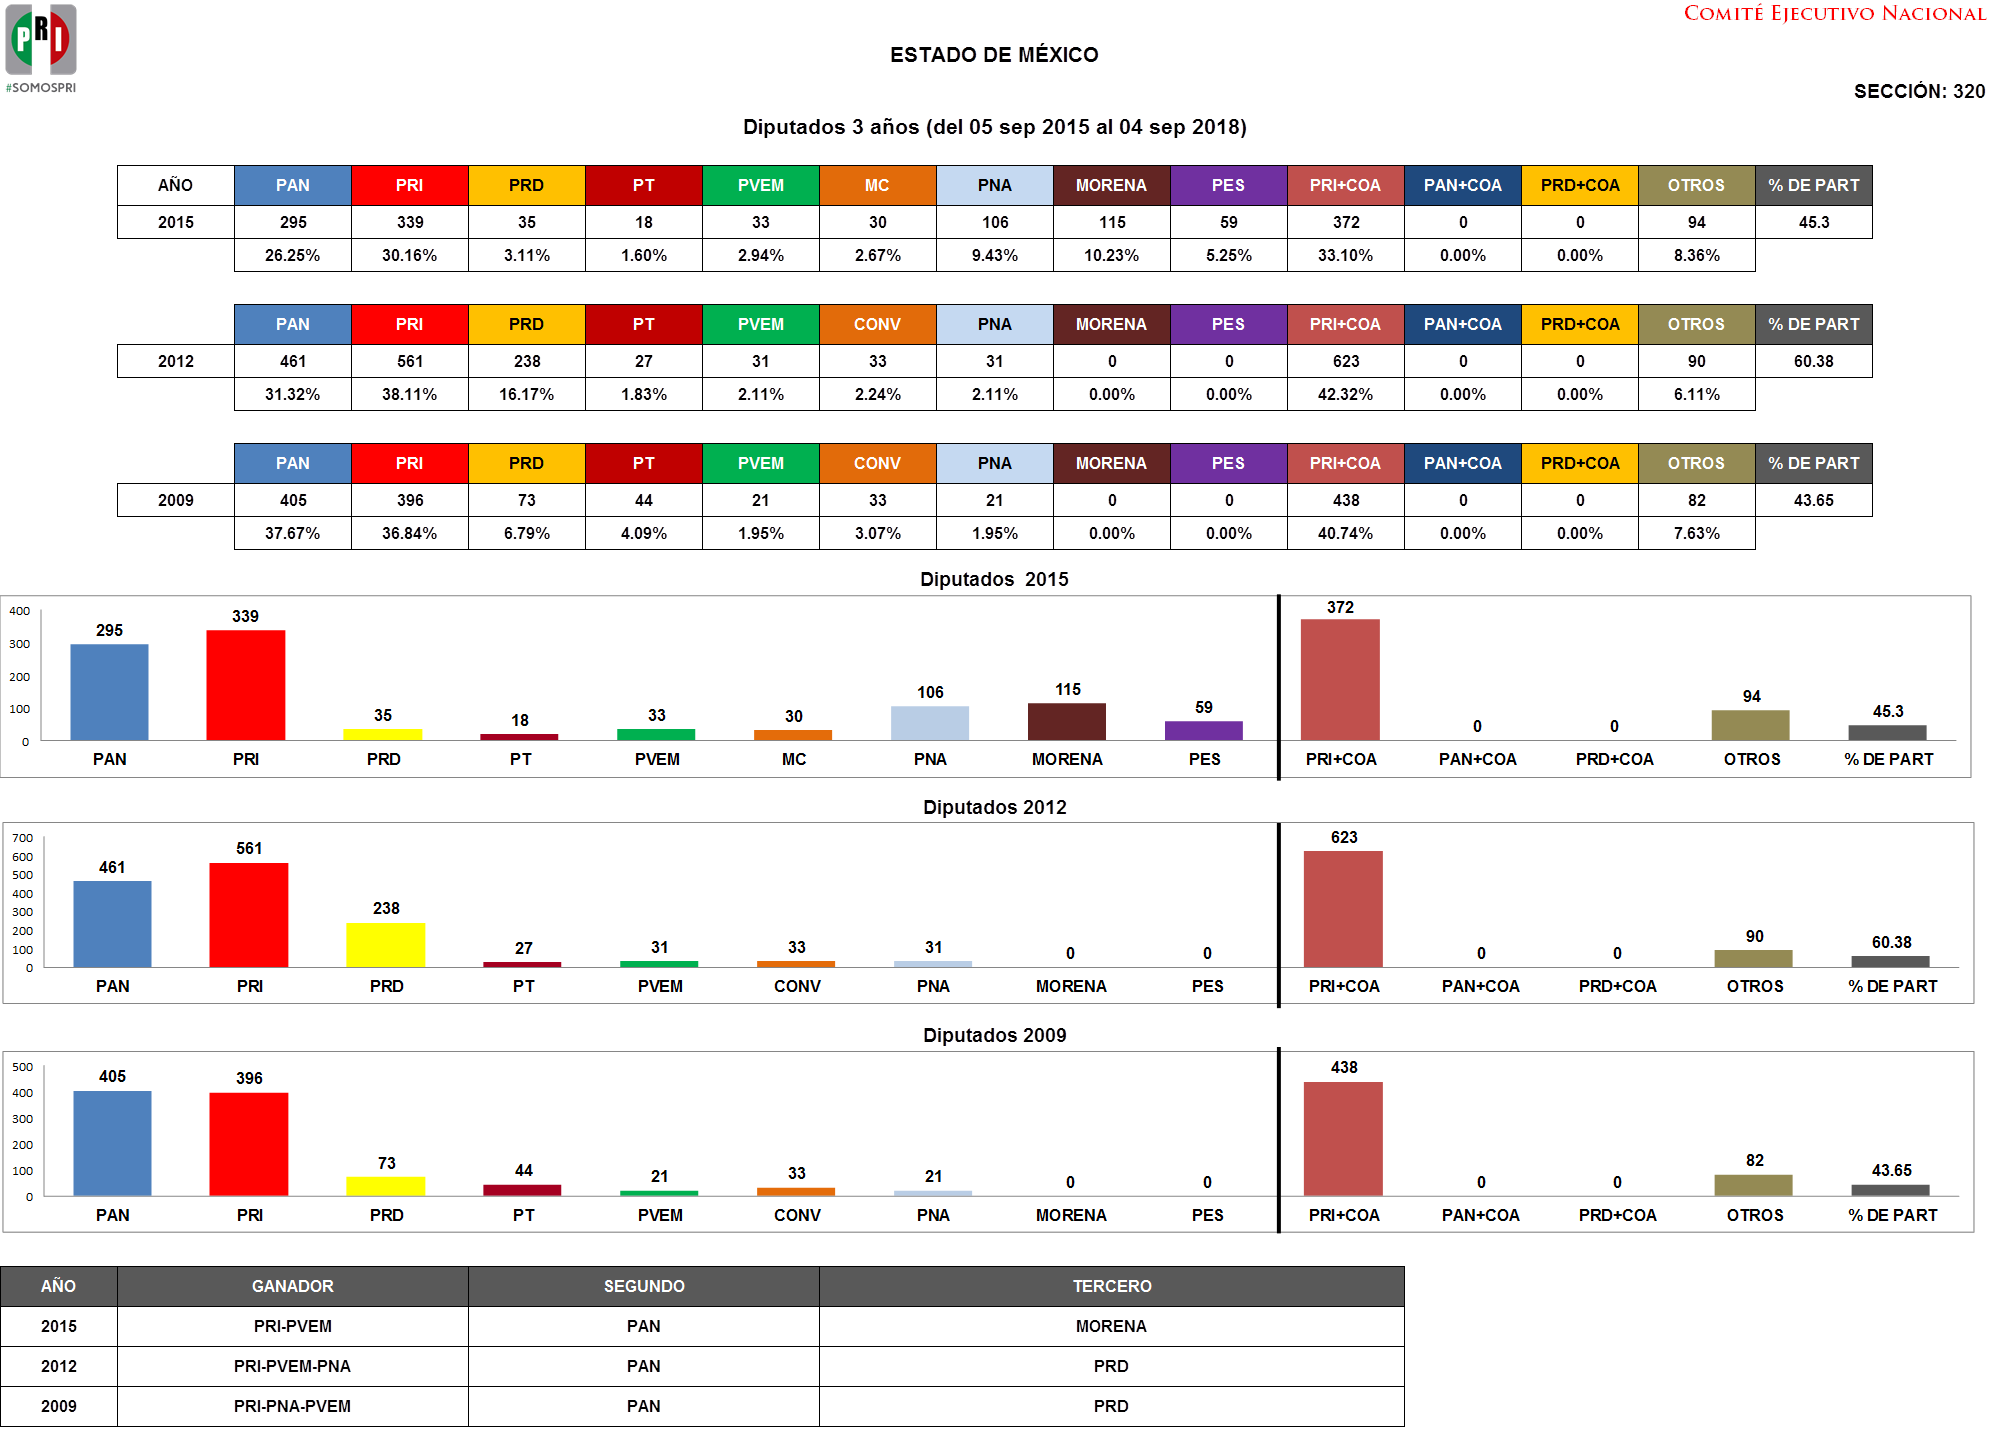 PRI
#SOMOSPRI
COMITÉ EJECUTIVO NACIONAL
ESTADO DE MÉXICO
SECCIÓN: 320
Diputados 3 años (del 05 sep 2015 al 04 sep 2018)
AÑO PAN PRI PRD PT PVEM MC PNA MORENA PES PRI+COA PAN+COA PRD+COA OTROS % DE PART
2015 295 339 35 18 33 30 106 115 59 372 0 0 94 45.3
26.25% 30.16% 3.11% 1.60% 2.94% 2.67% 9.43% 10.23% 5.25% 33.10% 0.00% 0.00% 8.36%
PAN PRI PRD PT PVEM CONV PNA MORENA PES PRI+COA PAN+COA PRD+COA OTROS % DE PART
2012 461 561 238 27 31 33 31 0 0 623 0 0 90 60.38
31.32% 38.11% 16.17% 1.83% 2.11% 2.24% 2.11% 0.00% 0.00% 42.32% 0.00% 0.00% 6.11%
PAN PRI PRD PT PVEM CONV PNA MORENA PES PRI+COA PAN+COA PRD+COA OTROS % DE PART
2009 405 396 73 44 21 33 21 0 0 438 0 0 82 43.65
37.67% 36.84% 6.79% 4.09% 1.95% 3.07% 1.95% 0.00% 0.00% 40.74% 0.00% 0.00% 7.63%
Diputados 2015
400
300
200
100
0
295 339 35 18 33 30 106 115 59 372 0 0 94 45.3
PAN PRI PRD PT PVEM MC PNA MORENA PES PRI+COA PAN+COA PRD+COA OTROS % DE PART
Diputados 2012
700
600
500
400
300
200
100
0
461 561 238 27 31 33 31 0 0 623 0 0 90 60.38
PAN PRI PRD PT PVEM CONV PNA MORENA PES PRI+COA PAN+COA PRD+COA OTROS % DE PART
Diputados 2009
500
400
300
200
100
0
405 396 73 44 21 33 21 0 0 438 0 0 82 43.65
PAN PRI PRD PT PVEM CONV PNA MORENA PES PRI+COA PAN+COA PRD+COA OTROS % DE PART
AÑO GANADOR SEGUNDO TERCERO
2015 PRI-PVEM PAN MORENA
2012 PRI-PVEM-PNA PAN PRD
2009 PRI-PNA-PVEM PAN PRD